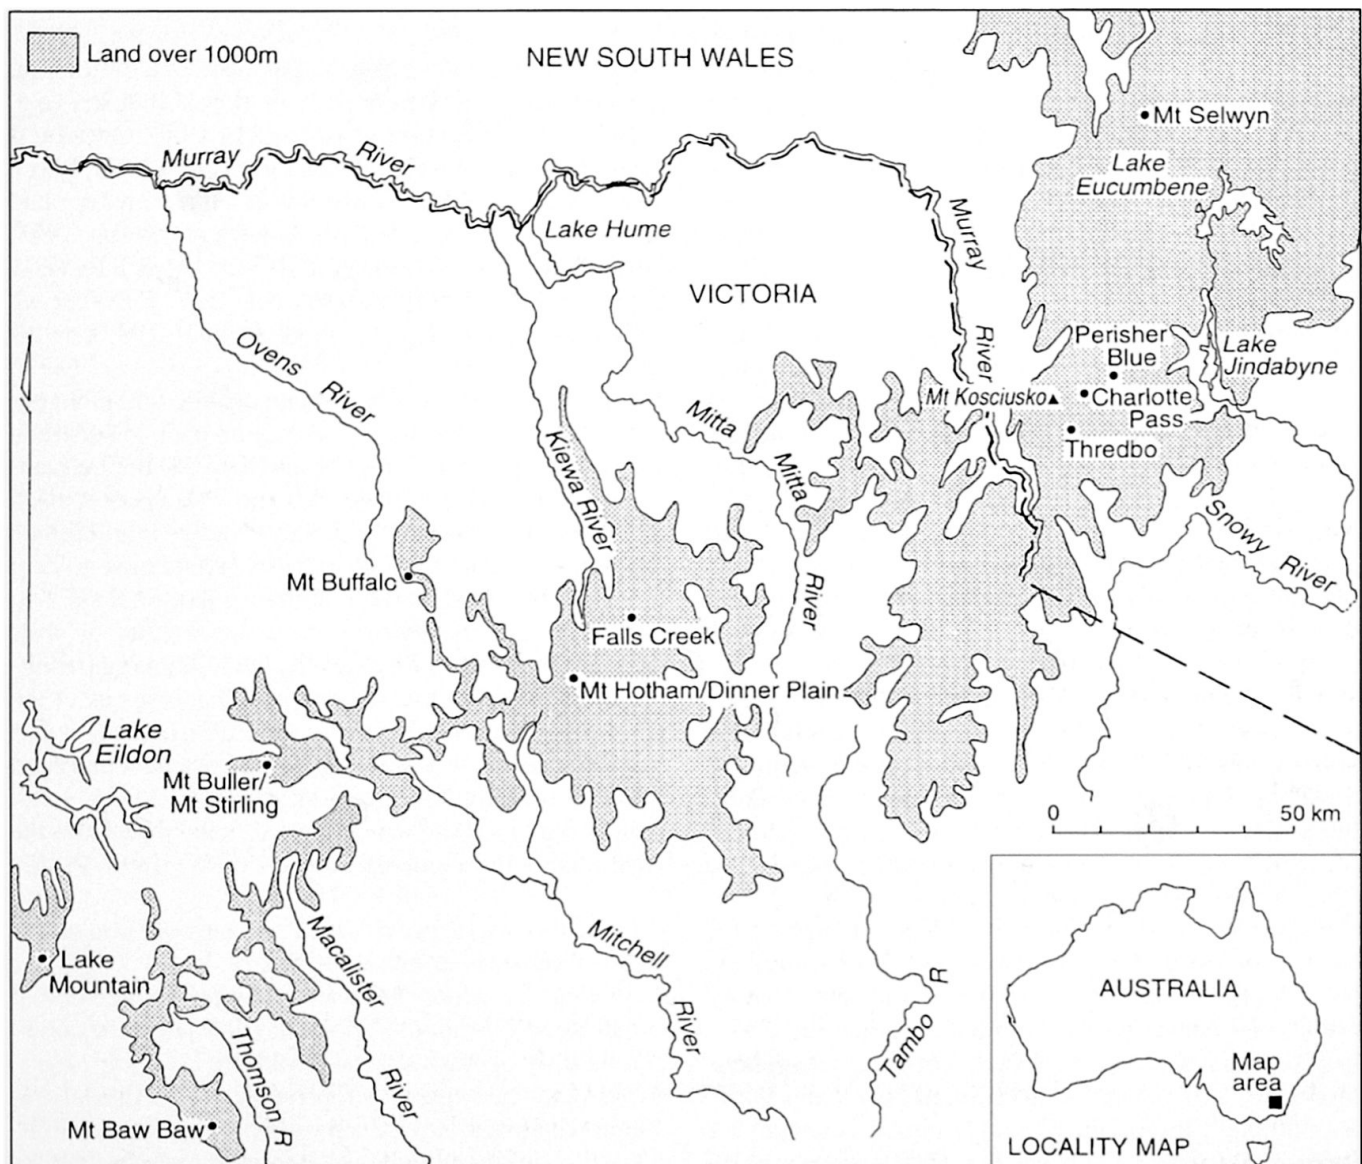 Land over 1000m
NEW SOUTH WALES
Mt Selwyn
Murray
River
Lake
Eucumbene
Lake Hume
Murray
River
VICTORIA
Ovens
River
Perisher
Blue
Lake
Jindabyne
Mt Kosciusko
Charlotte
Pass
Thredbo
Mitta
Mitta
River
Kiewa River
Snowy
River
Mt Buffalc
Falls Creek
Mt Hotham/Dinner Plain
Lake
Eildon
Mt Buller/
Mt Stirling
0
50 km
Lake
Mountain
Macalister
River
Mitchell
River
Tambo R
Thomson R
Mt Baw Baw
AUSTRALIA
Map
area
LOCALITY MAP